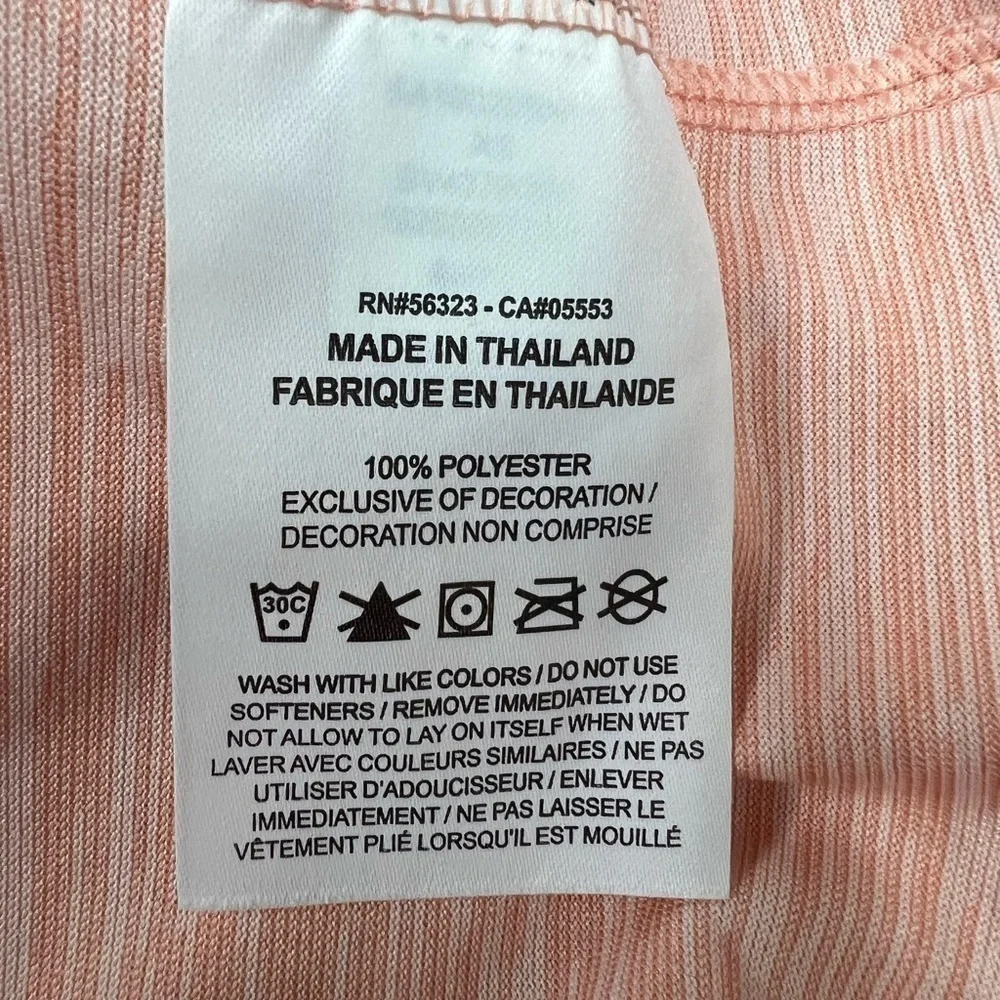 RN#56323 - CA#05553
MADE IN THAILAND
FABRIQUE EN THAILANDE
100% POLYESTER
EXCLUSIVE OF DECORATION /
DECORATION NON COMPRISE
30C
WASH WITH LIKE COLORS / DO NOT USE
SOFTENERS / REMOVE IMMEDIATELY / DO
NOT ALLOW TO LAY ON ITSELF WHEN WET
LAVER AVEC COULEURS SIMILAIRES / NE PAS
UTILISER D'ADOUCISSEUR / ENLEVER
IMMEDIATEMENT / NE PAS LAISSER LE
VÊTEMENT PLIÉ LORSQU'IL EST MOUILLÉ